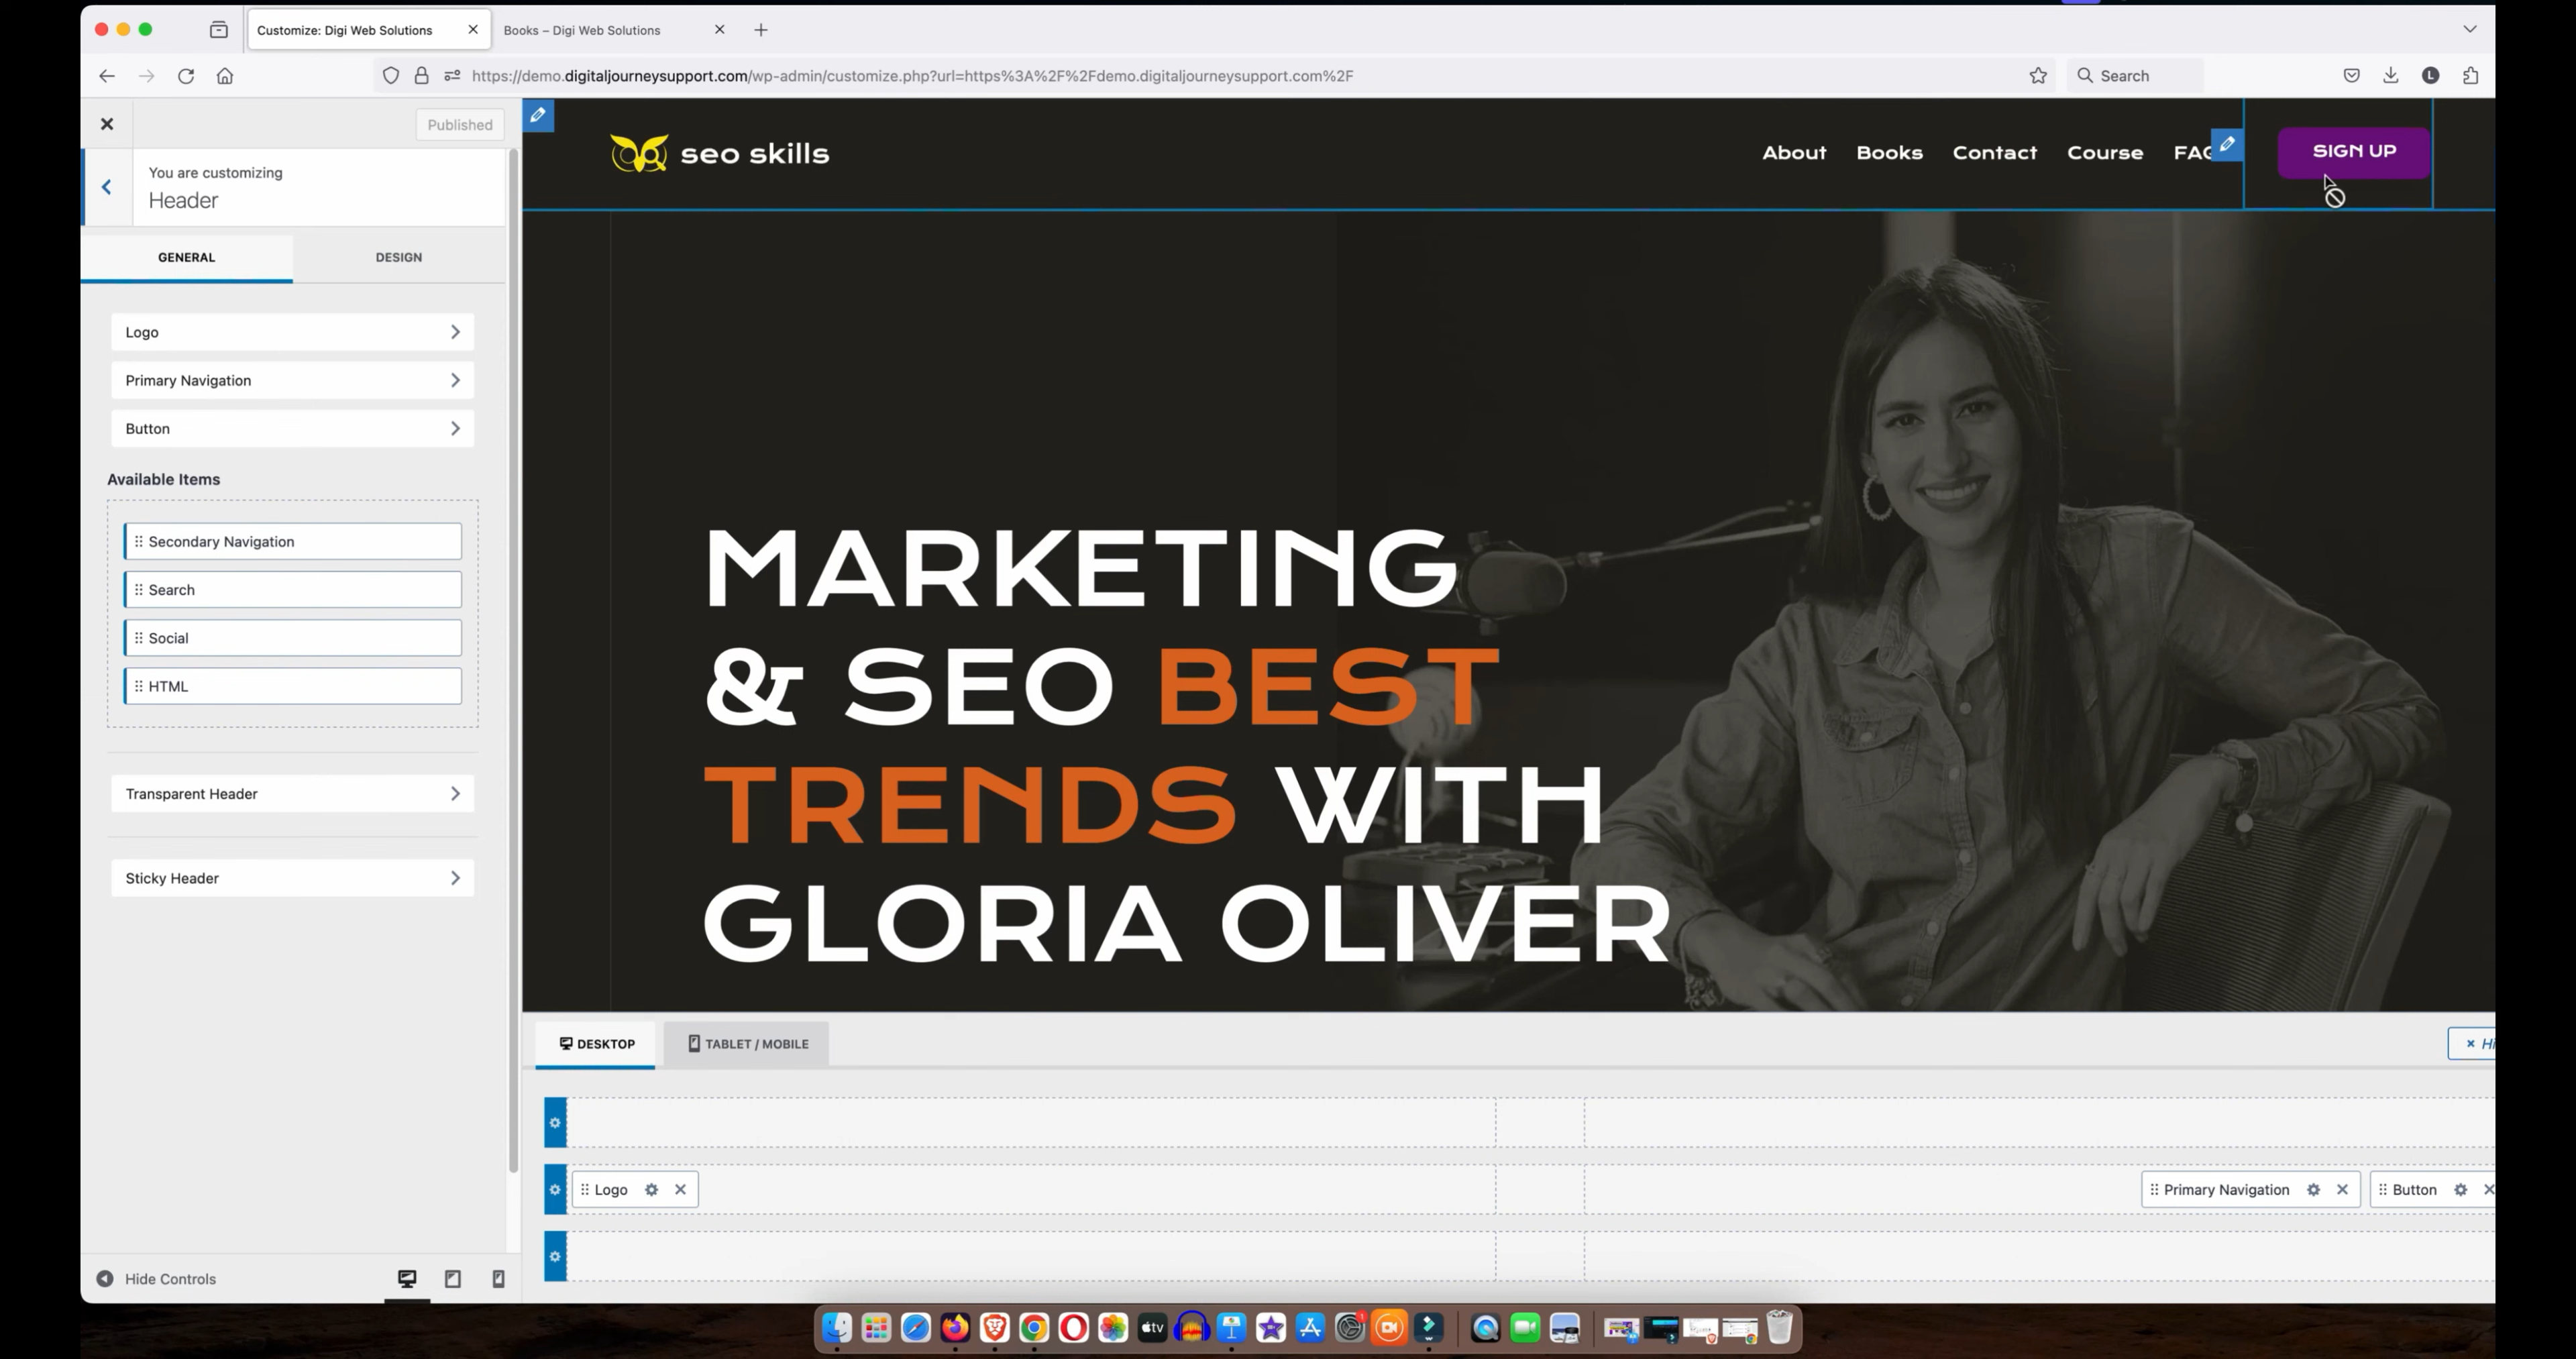 Customize: Digi Web Solutions
Books – Digi Web Solutions
https://demo.digitaljourneysupport.com/wp-admin/customize.php?url=https%3A%2F%2Fdemo.digitaljourneysupport.com%2F
Search
L
Published
You are customizing
Header
GENERAL
DESIGN
Logo
Primary Navigation
Button
Available Items
Secondary Navigation
Search
Social
HTML
Transparent Header
Sticky Header
Hide Controls
seo skills
About Books Contact Course FAQ
SIGN UP
MARKETING
& SEO BEST
TRENDS WITH
GLORIA OLIVER
DESKTOP
TABLET / MOBILE
Hi
Logo
Primary Navigation
Button
tv
1